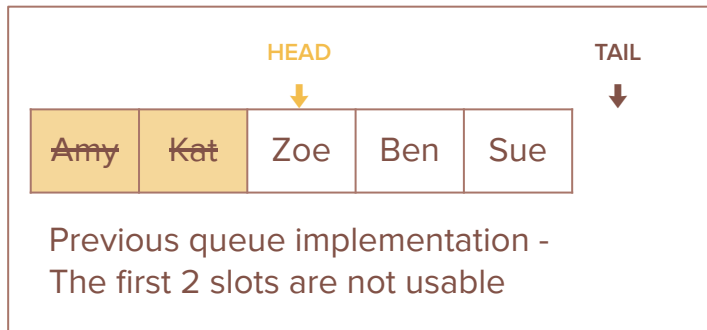 HEAD TAIL
Amy Kat Zoe Ben Sue
Previous queue implementation -
The first 2 slots are not usable